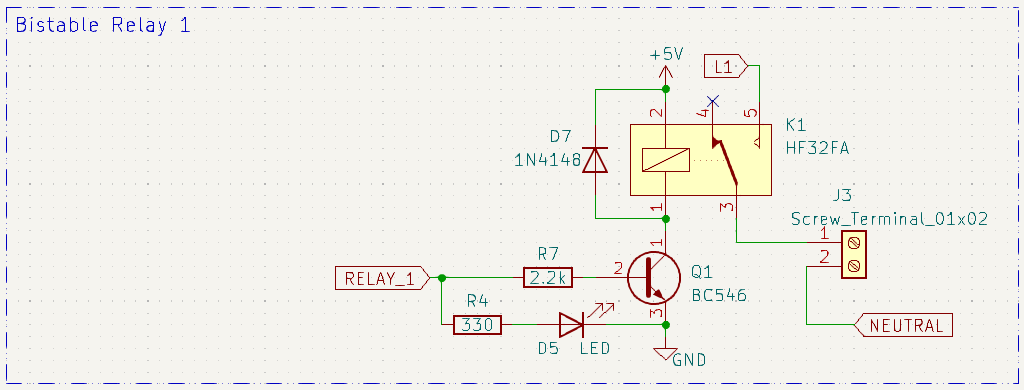 Bistable Relay 1
+5V
L1
2
4
5
K1
HF32FA
D7
1N4148
1
3
J3
Screw_Terminal_01x02
1
2
R7
2.2k
RELAY_1
2
1
Q1
BC546
3
R4
330
D5 LED
GND
NEUTRAL